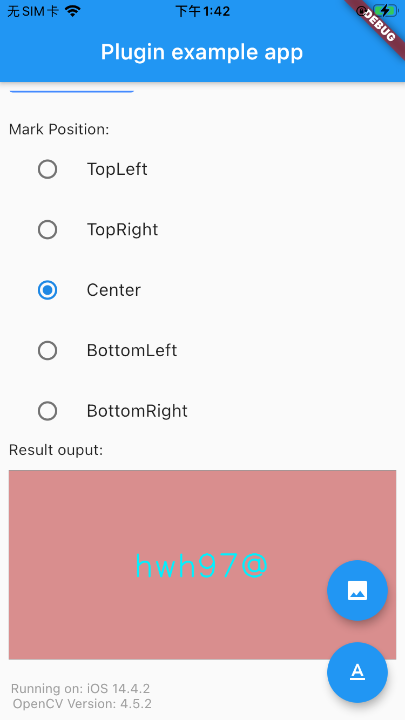 无SIM卡 下午1:42
DEBUG
Plugin example app
Mark Position:
TopLeft
TopRight
Center
BottomLeft
BottomRight
Result ouput:
hwh97@
A
Running on: iOS 14.4.2
OpenCV Version: 4.5.2